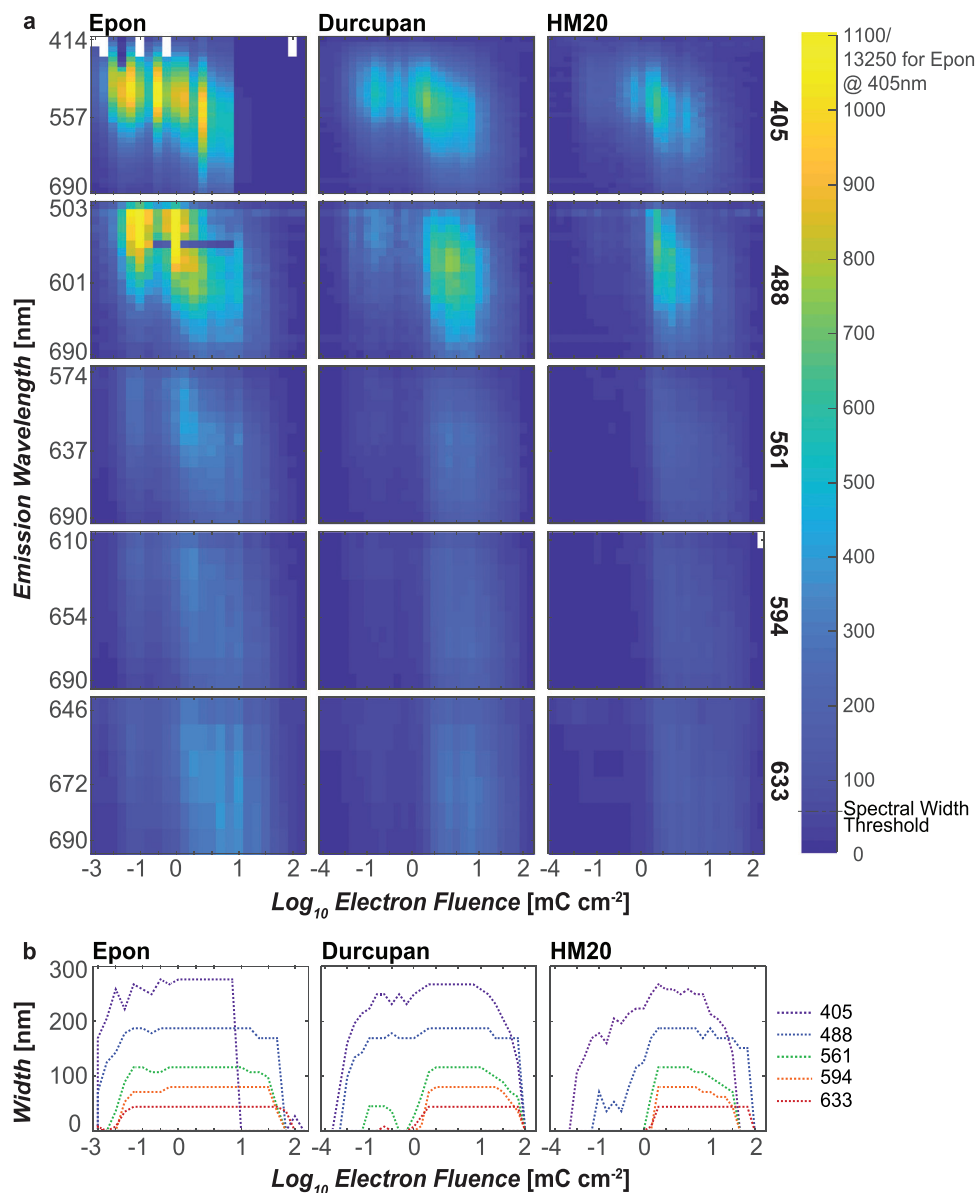 a
Epon Durcupan HM20
414
557
690
405
503
601
690
488
574
637
690
561
610
654
690
594
646
672
690
633
Emission Wavelength [nm]
-3 -1 0 1 2 -4 -1 0 1 2 -4 -1 0 1 2
Log10 Electron Fluence [mC cm-2]
1100/
13250 for Epon
@ 405nm
1000
900
800
700
600
500
400
300
200
100
Spectral Width
Threshold
0
b
Epon Durcupan HM20
300
200
100
0
Width [nm]
-3 -1 0 1 2 -4 -1 0 1 2 -4 -1 0 1 2
Log10 Electron Fluence [mC cm-2]
405
488
561
594
633